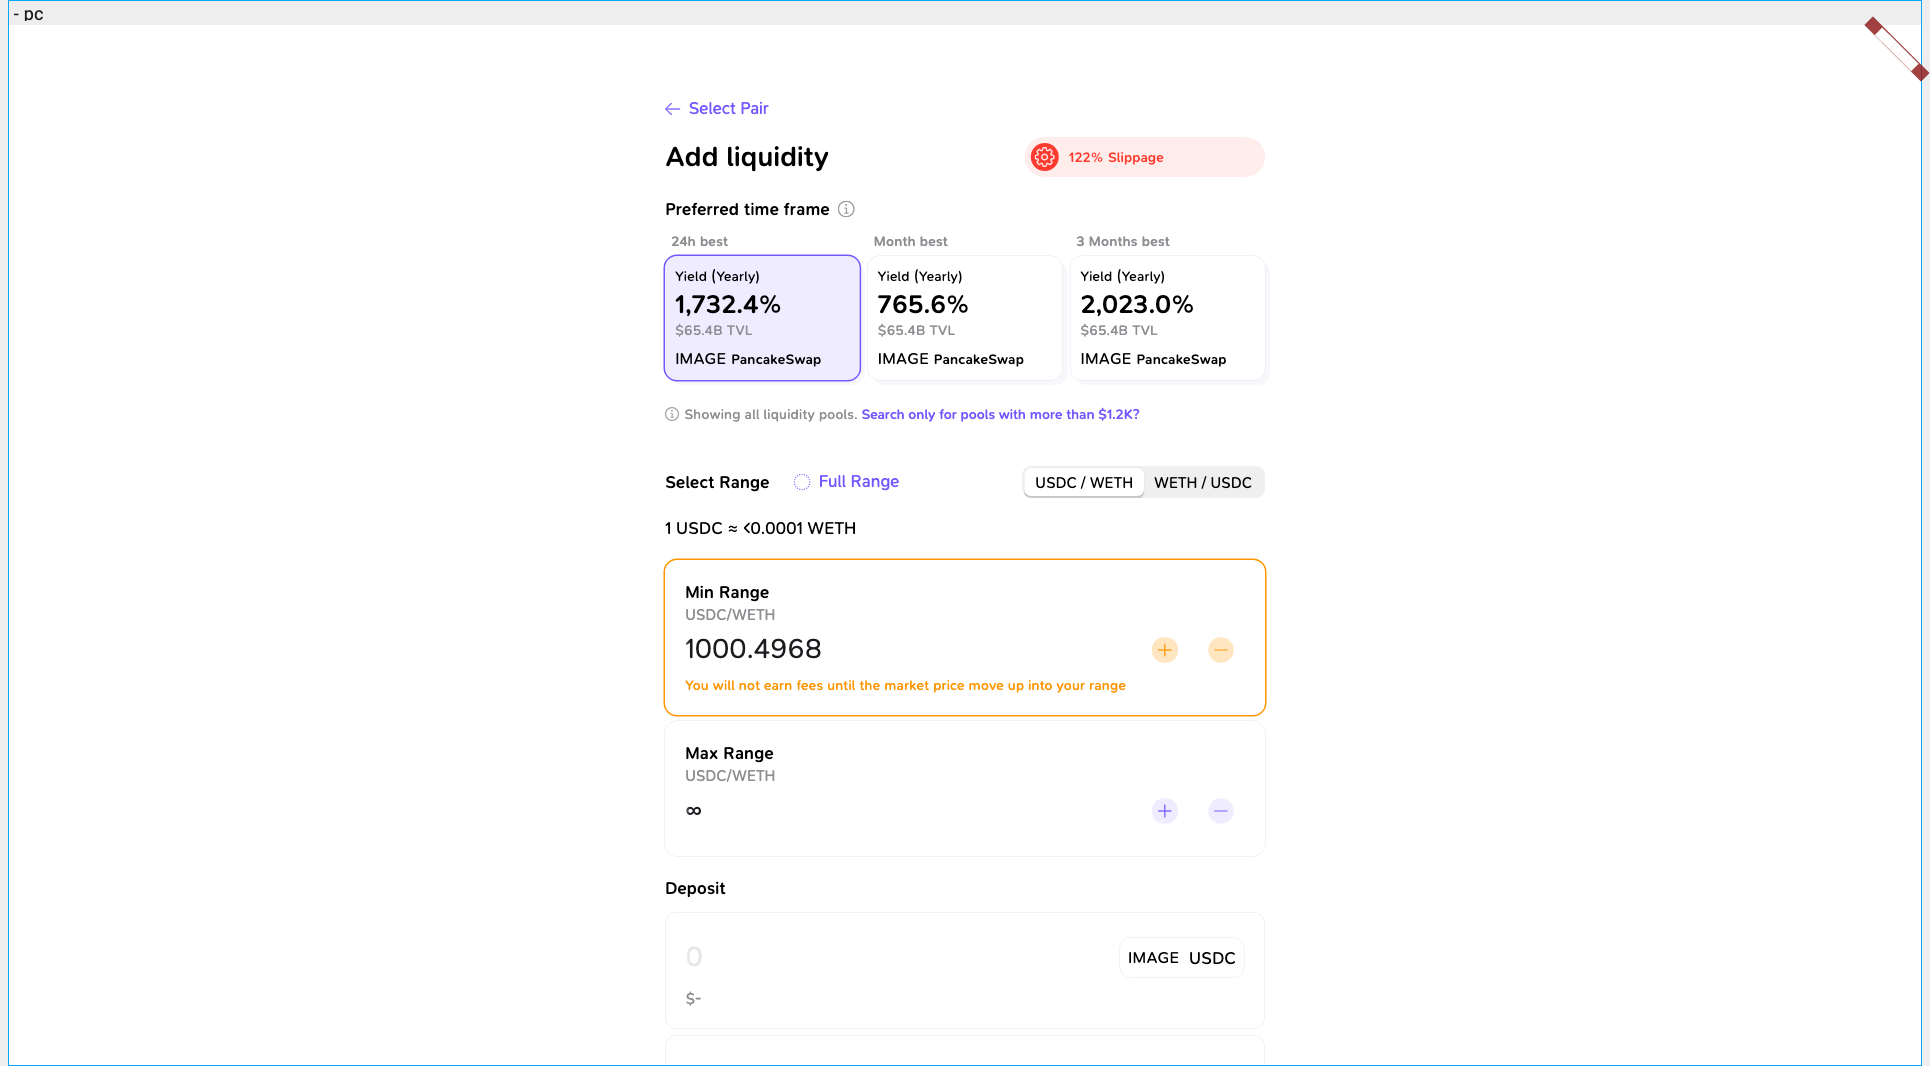 - pc
Select Pair
Add liquidity
122% Slippage
Preferred time frame
24h best
Month best
3 Months best
Yield (Yearly)
1,732.4%
$65.4B TVL
IMAGE PancakeSwap
Yield (Yearly)
765.6%
$65.4B TVL
IMAGE PancakeSwap
Yield (Yearly)
2,023.0%
$65.4B TVL
IMAGE PancakeSwap
Showing all liquidity pools. Search only for pools with more than $1.2K?
Select Range
Full Range
USDC / WETH
WETH / USDC
1 USDC ≈ <0.0001 WETH
Min Range
USDC/WETH
1000.4968
You will not earn fees until the market price move up into your range
Max Range
USDC/WETH
∞
Deposit
0
IMAGE USDC
$-